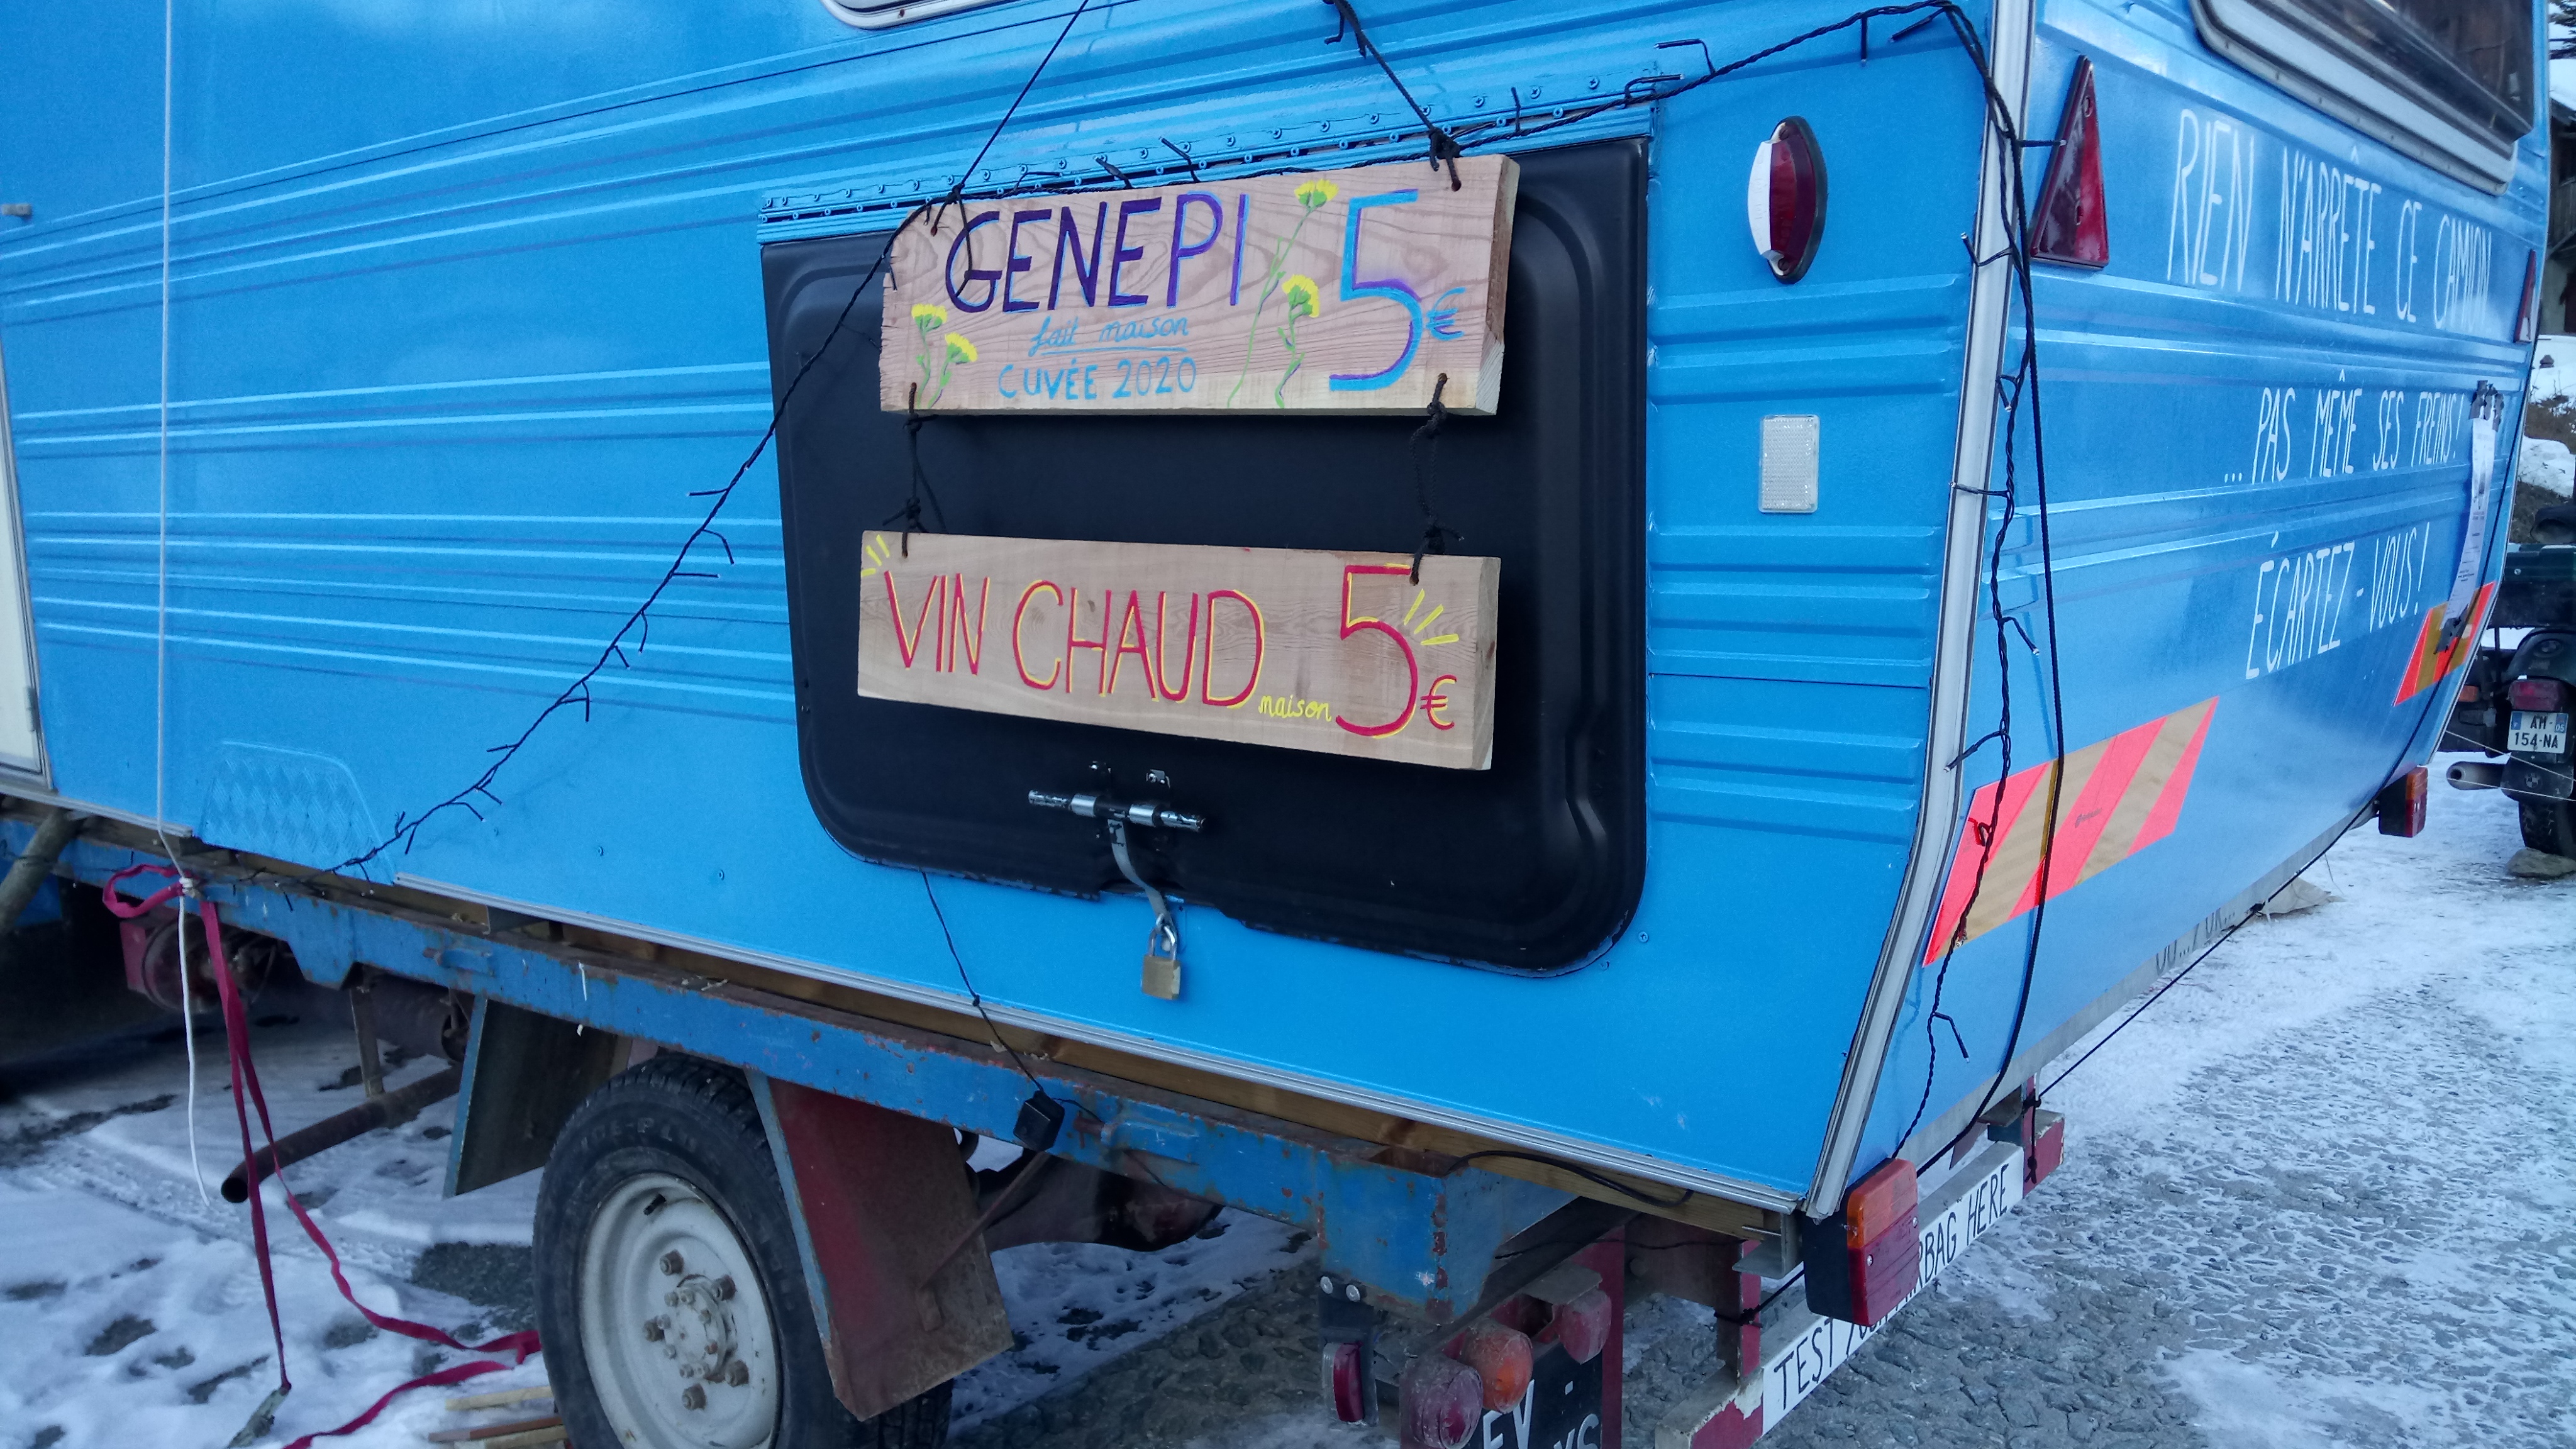 GENEPI 5€
fait maison
CUVÉE 2020
VIN CHAUD maison 5€
RIEN N'ARRÊTE CE CAMION
...PAS MÊME SES FREINS!
ÉCARTEZ-VOUS!
AM-
154-NA
05
TEST HERE